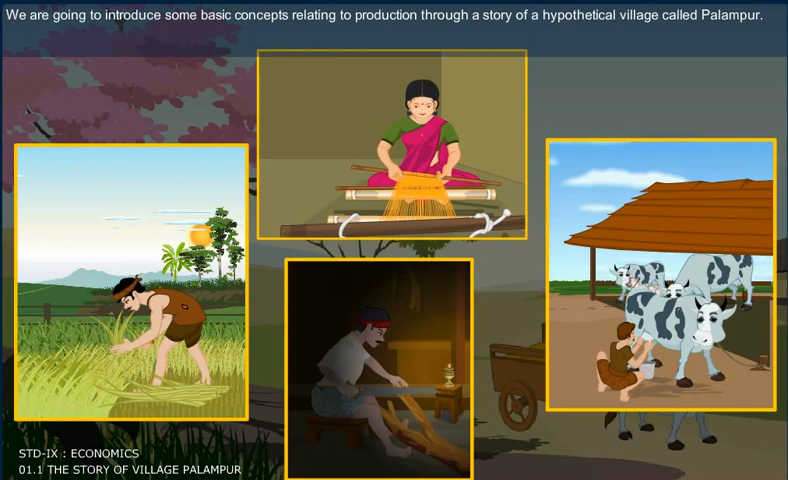 We are going to introduce some basic concepts relating to production through a story of a hypothetical village called Palampur.
STD-IX : ECONOMICS
01.1 THE STORY OF VILLAGE PALAMPUR